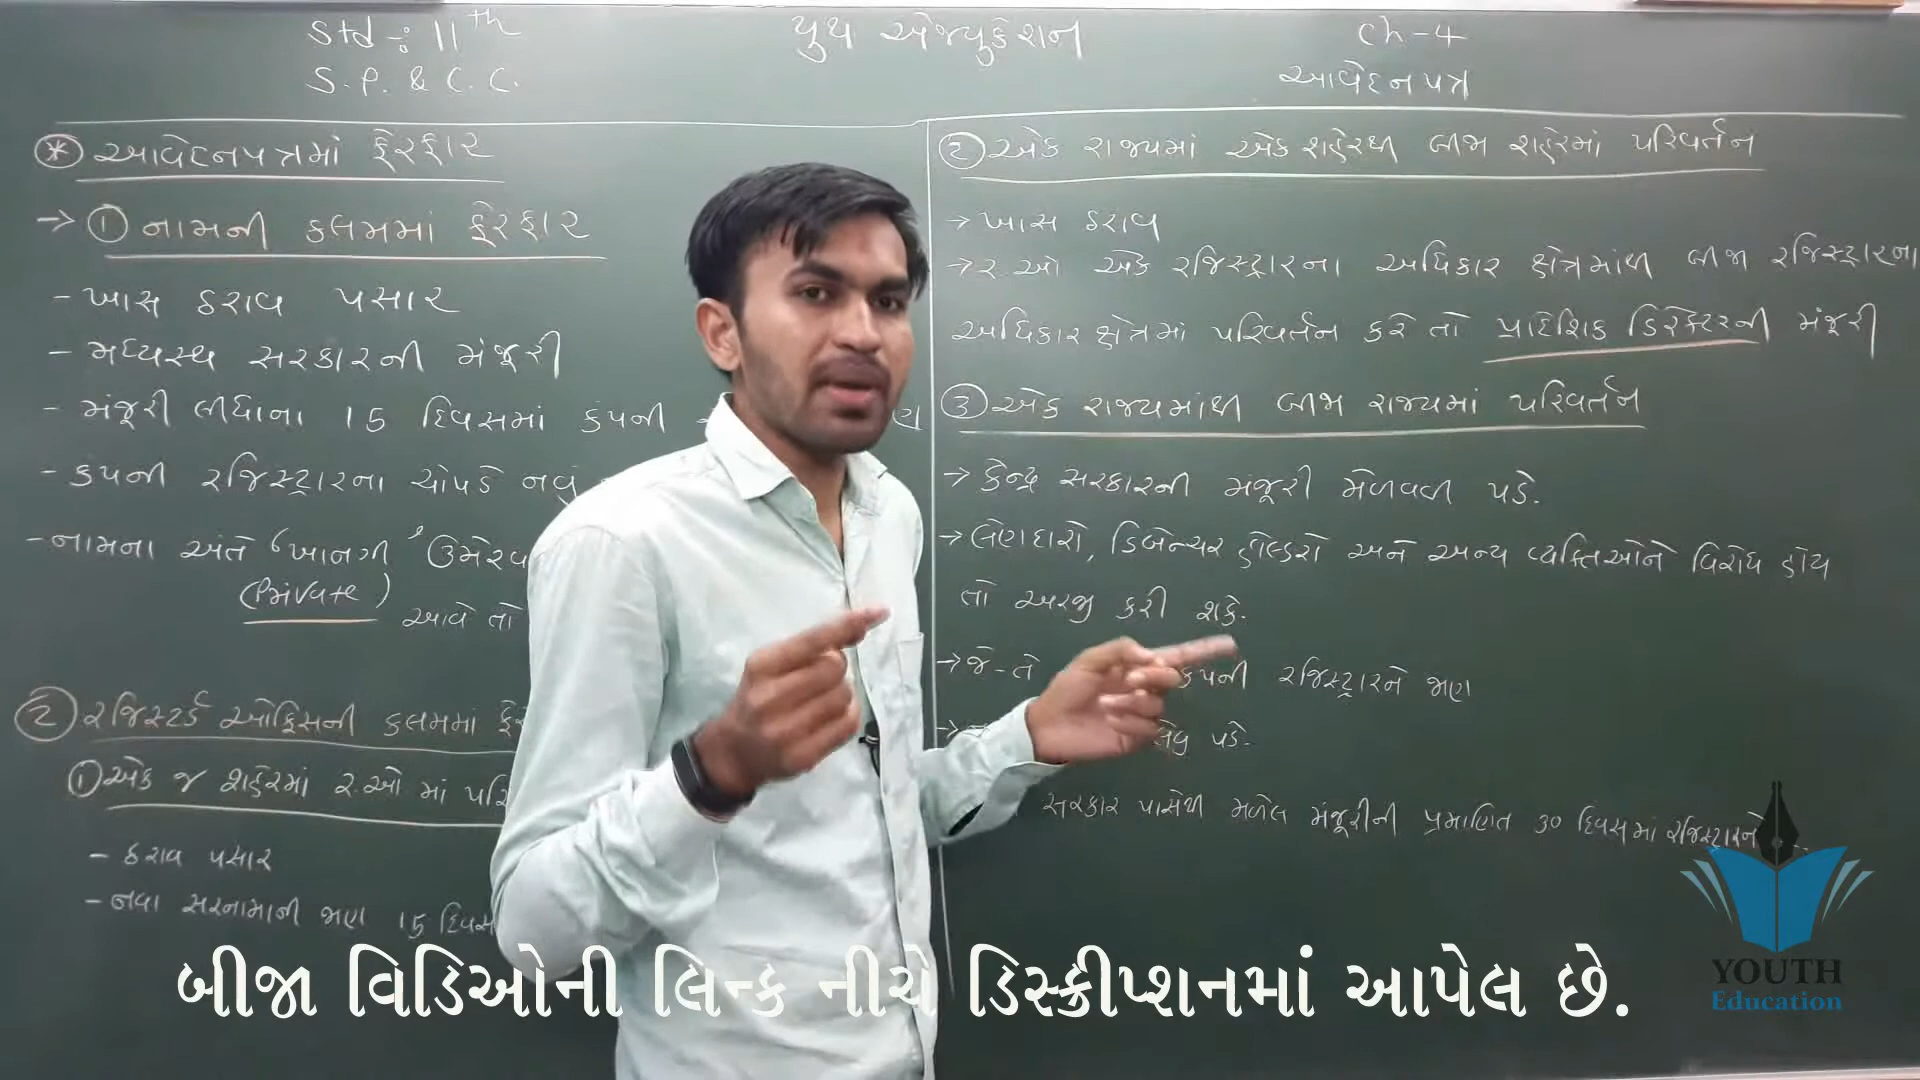 Std -: 11th
S.P. & C.C.
યુથ એજ્યુકેશન
Ch-4
આવેદનપત્ર
* આવેદનપત્રમાં ફેરફાર
→ ① નામની કલમમાં ફેરફાર
- ખાસ ઠરાવ પસાર
- મધ્યસ્થ સરકારની મંજૂરી
- મંજૂરી લીધાના 15 દિવસમાં કંપની
- કંપની રજિસ્ટ્રારના ચોપડે નવું
- નામના અંતે 'ખાનગી'
(Private)
આવે તો
② રજિસ્ટર્ડ ઓફિસની કલમમાં
① એક જ શહેરમાં ર.ઓ માં
- ઠરાવ પસાર
- નવા સરનામાની જાણ 15 દિવસ
② એક રાજ્યમાં એક શહેરથી બીજા શહેરમાં પરિવર્તન
→ ખાસ ઠરાવ
→ ર.ઓ એક રજિસ્ટ્રારના અધિકાર ક્ષેત્રમાંથી બીજા રજિસ્ટ્રારના
અધિકાર ક્ષેત્રમાં પરિવર્તન કરે તો પ્રાદેશિક ડિરેક્ટરની મંજૂરી
③ એક રાજ્યમાંથી બીજા રાજ્યમાં પરિવર્તન
→ કેન્દ્ર સરકારની મંજૂરી મેળવવી પડે.
→ લેણદારો, ડિબેન્ચર હોલ્ડરો અને અન્ય વ્યક્તિઓને વિરોધ હોય
તો અરજી કરી શકે.
→ જે-તે કંપની રજિસ્ટ્રારને જાણ
લેવુ પડે.
સરકાર પાસેથી મળેલ મંજૂરીની પ્રમાણિત 30 દિવસમાં રજિસ્ટ્રારને
બીજા વિડિઓની લિન્ક નીચે ડિસ્ક્રીપ્શનમાં આપેલ છે.
YOUTH
Education